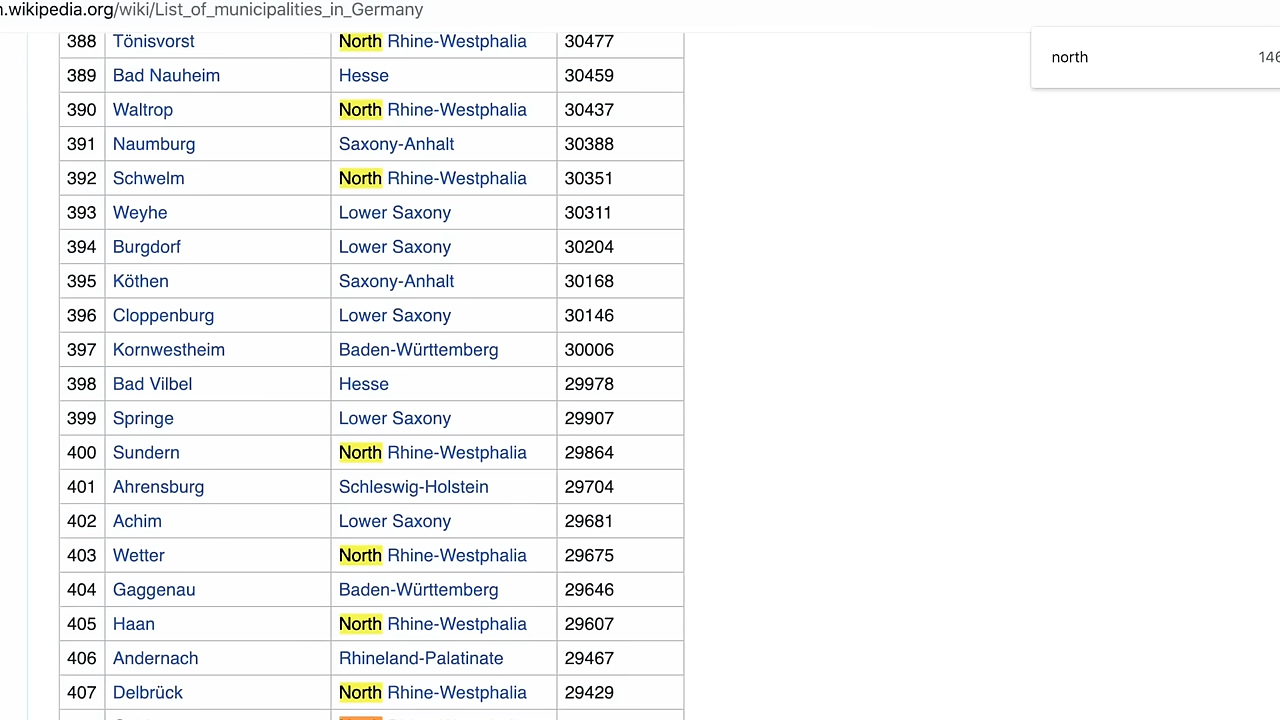 n.wikipedia.org/wiki/List_of_municipalities_in_Germany
north 146
388 Tönisvorst North Rhine-Westphalia 30477
389 Bad Nauheim Hesse 30459
390 Waltrop North Rhine-Westphalia 30437
391 Naumburg Saxony-Anhalt 30388
392 Schwelm North Rhine-Westphalia 30351
393 Weyhe Lower Saxony 30311
394 Burgdorf Lower Saxony 30204
395 Köthen Saxony-Anhalt 30168
396 Cloppenburg Lower Saxony 30146
397 Kornwestheim Baden-Württemberg 30006
398 Bad Vilbel Hesse 29978
399 Springe Lower Saxony 29907
400 Sundern North Rhine-Westphalia 29864
401 Ahrensburg Schleswig-Holstein 29704
402 Achim Lower Saxony 29681
403 Wetter North Rhine-Westphalia 29675
404 Gaggenau Baden-Württemberg 29646
405 Haan North Rhine-Westphalia 29607
406 Andernach Rhineland-Palatinate 29467
407 Delbrück North Rhine-Westphalia 29429